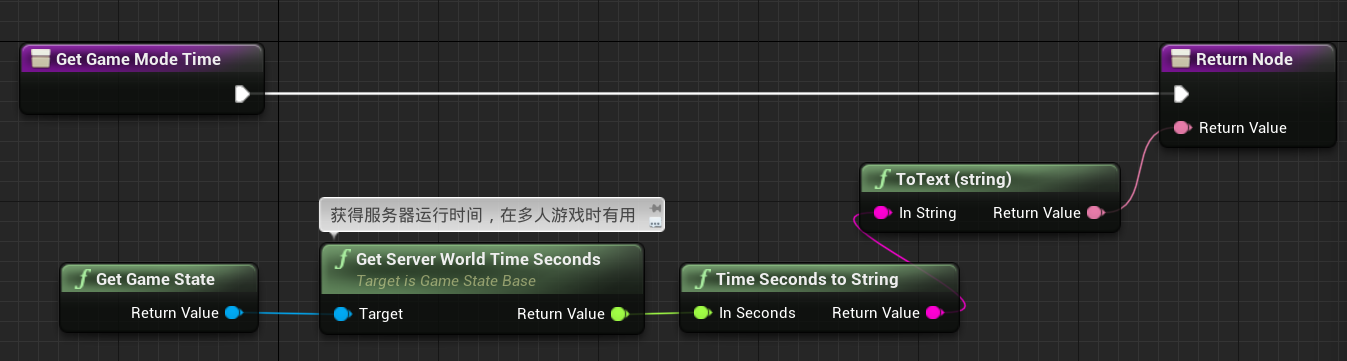 Get Game Mode Time
Return Node
Return Value
ToText (string)
In String Return Value
获得服务器运行时间，在多人游戏时有用
Get Server World Time Seconds
Target is Game State Base
Target Return Value
Get Game State
Return Value
Time Seconds to String
In Seconds Return Value